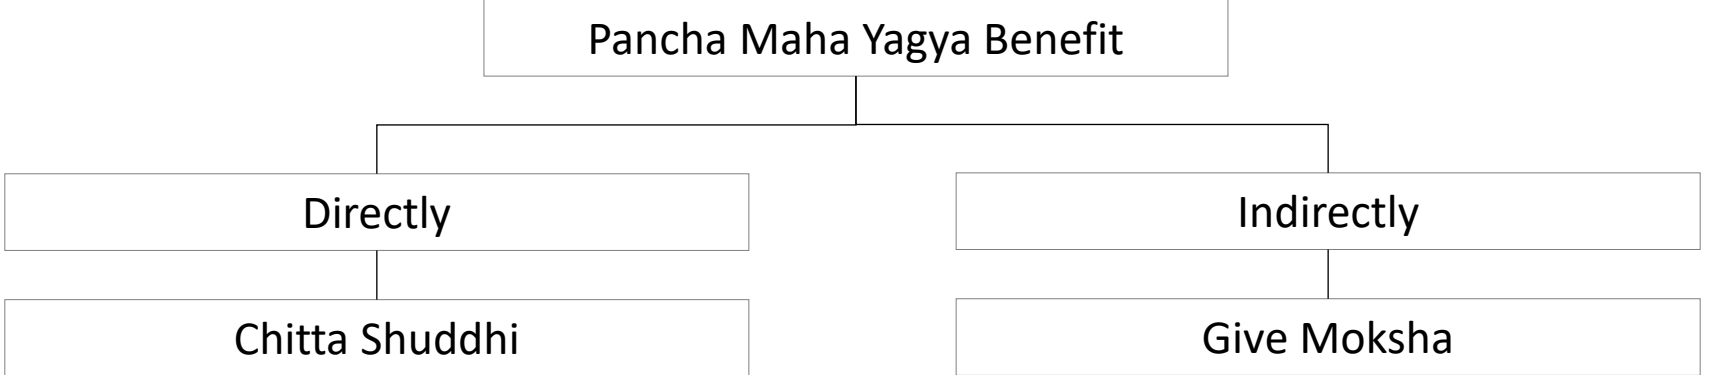 Pancha Maha Yagya Benefit
Directly
Indirectly
Chitta Shuddhi
Give Moksha